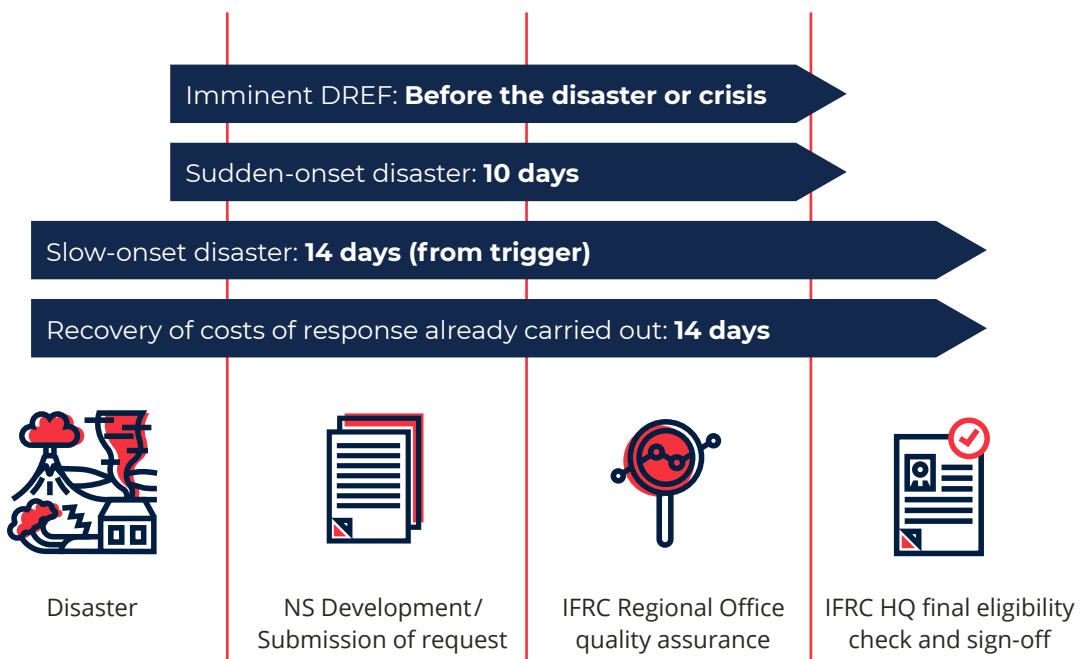 Imminent DREF: Before the disaster or crisis
Sudden-onset disaster: 10 days
Slow-onset disaster: 14 days (from trigger)
Recovery of costs of response already carried out: 14 days
Disaster
NS Development/
Submission of request
IFRC Regional Office
quality assurance
IFRC HQ final eligibility
check and sign-off